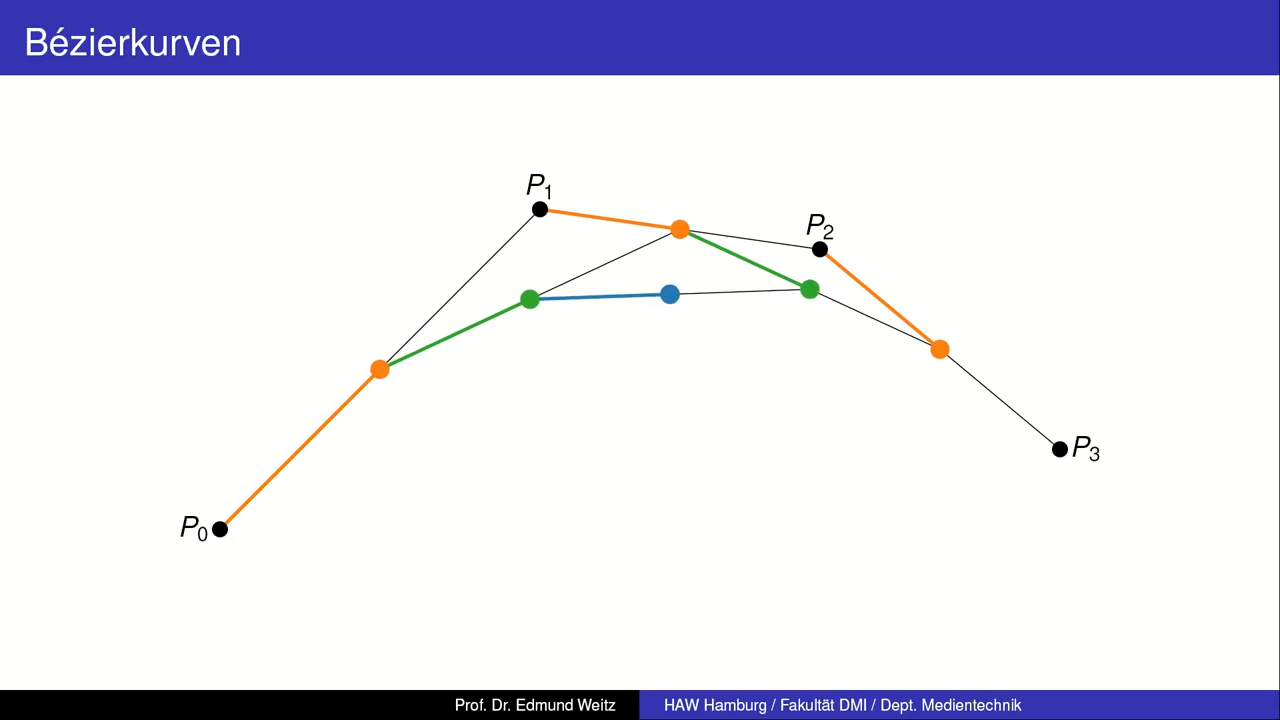 Bézierkurven
P1
P2
P3
P0
Prof. Dr. Edmund Weitz
HAW Hamburg / Fakultät DMI / Dept. Medientechnik